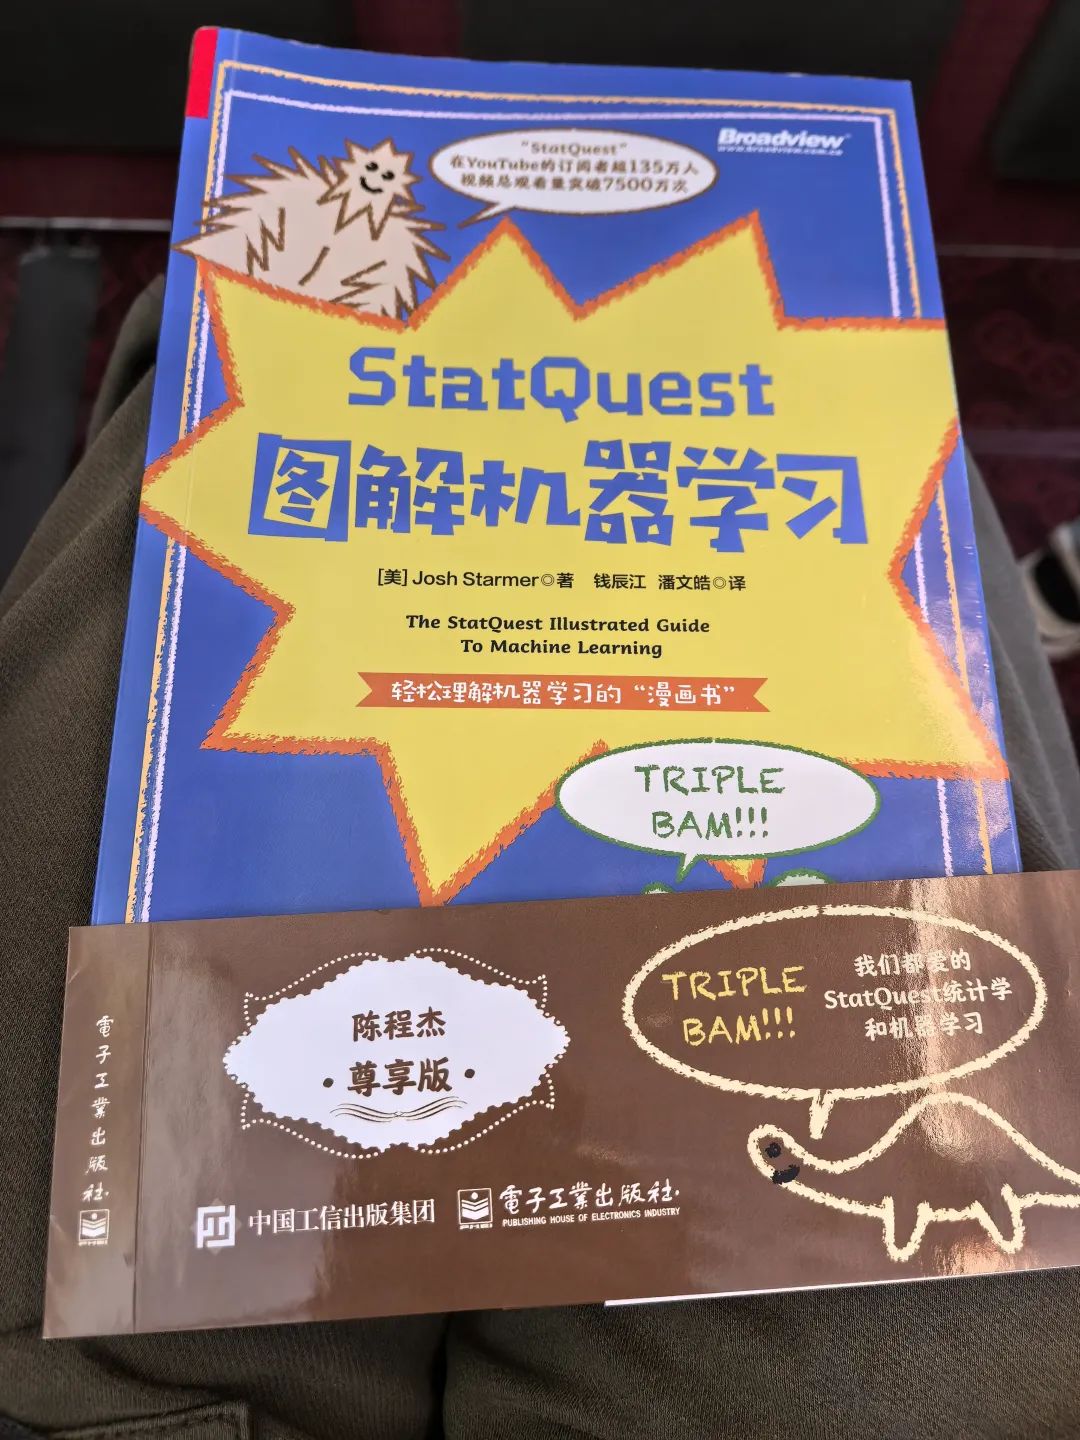 Broadview
www.broadview.com.cn
“StatQuest”
在YouTube的订阅者超135万人
视频总观看量突破7500万次
StatQuest
图解机器学习
[美] Josh Starmer◎著 钱辰江 潘文皓◎译
The StatQuest Illustrated Guide
To Machine Learning
轻松理解机器学习的“漫画书”
TRIPLE
BAM!!!
電子工業出版社.
陈程杰
·尊享版·
TRIPLE
BAM!!!
我们都爱的
StatQuest统计学
和机器学习
中国工信出版集团
電子工業出版社.
PUBLISHING HOUSE OF ELECTRONICS INDUSTRY